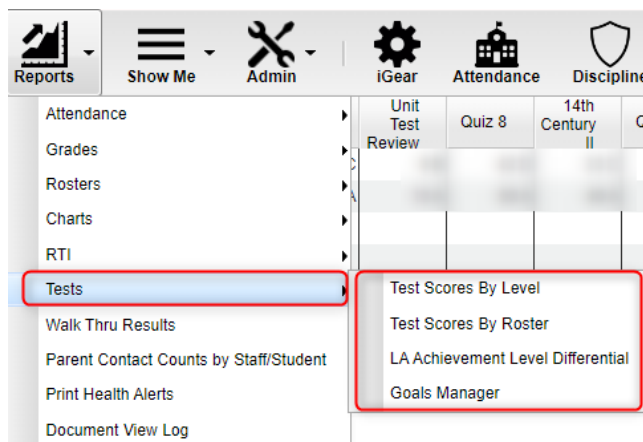 Reports
Show Me
Admin
iGear
Attendance
Discipline
Unit
Test
Review
Quiz 8
14th
Century
II
Attendance
Grades
Rosters
Charts
RTI
Tests
Walk Thru Results
Parent Contact Counts by Staff/Student
Print Health Alerts
Document View Log
Test Scores By Level
Test Scores By Roster
LA Achievement Level Differential
Goals Manager